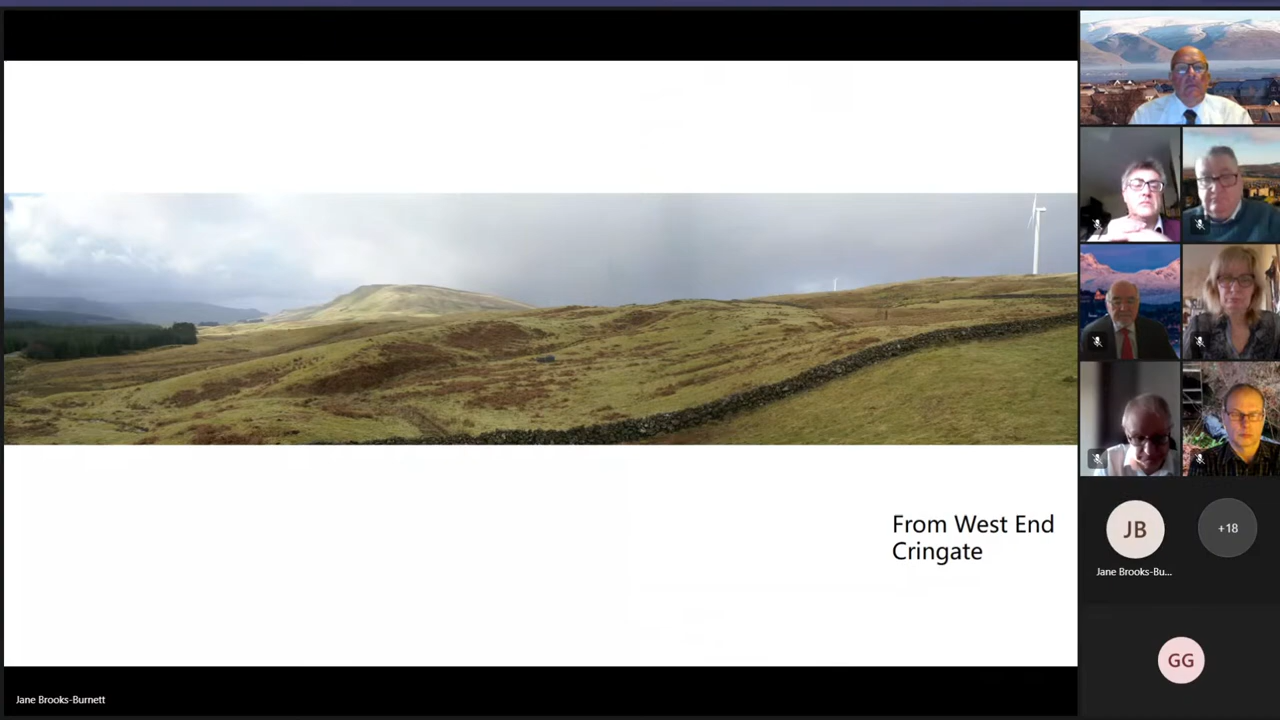 From West End
Cringate
JB
+18
Jane Brooks-Bu...
GG
Jane Brooks-Burnett